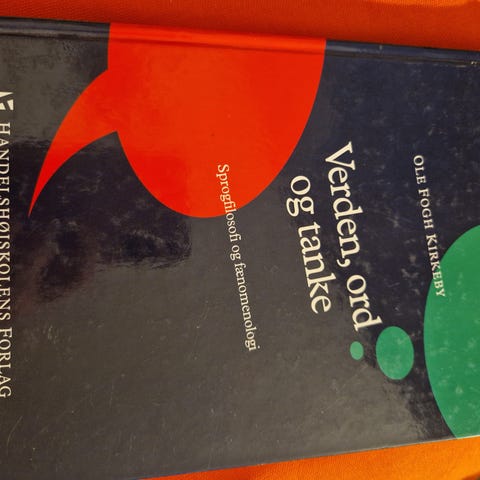 OLE FOGH KIRKEBY
Verden, ord
og tanke
Sprogfilosofi og fænomenologi
HANDELSHØJSKOLENS FORLAG